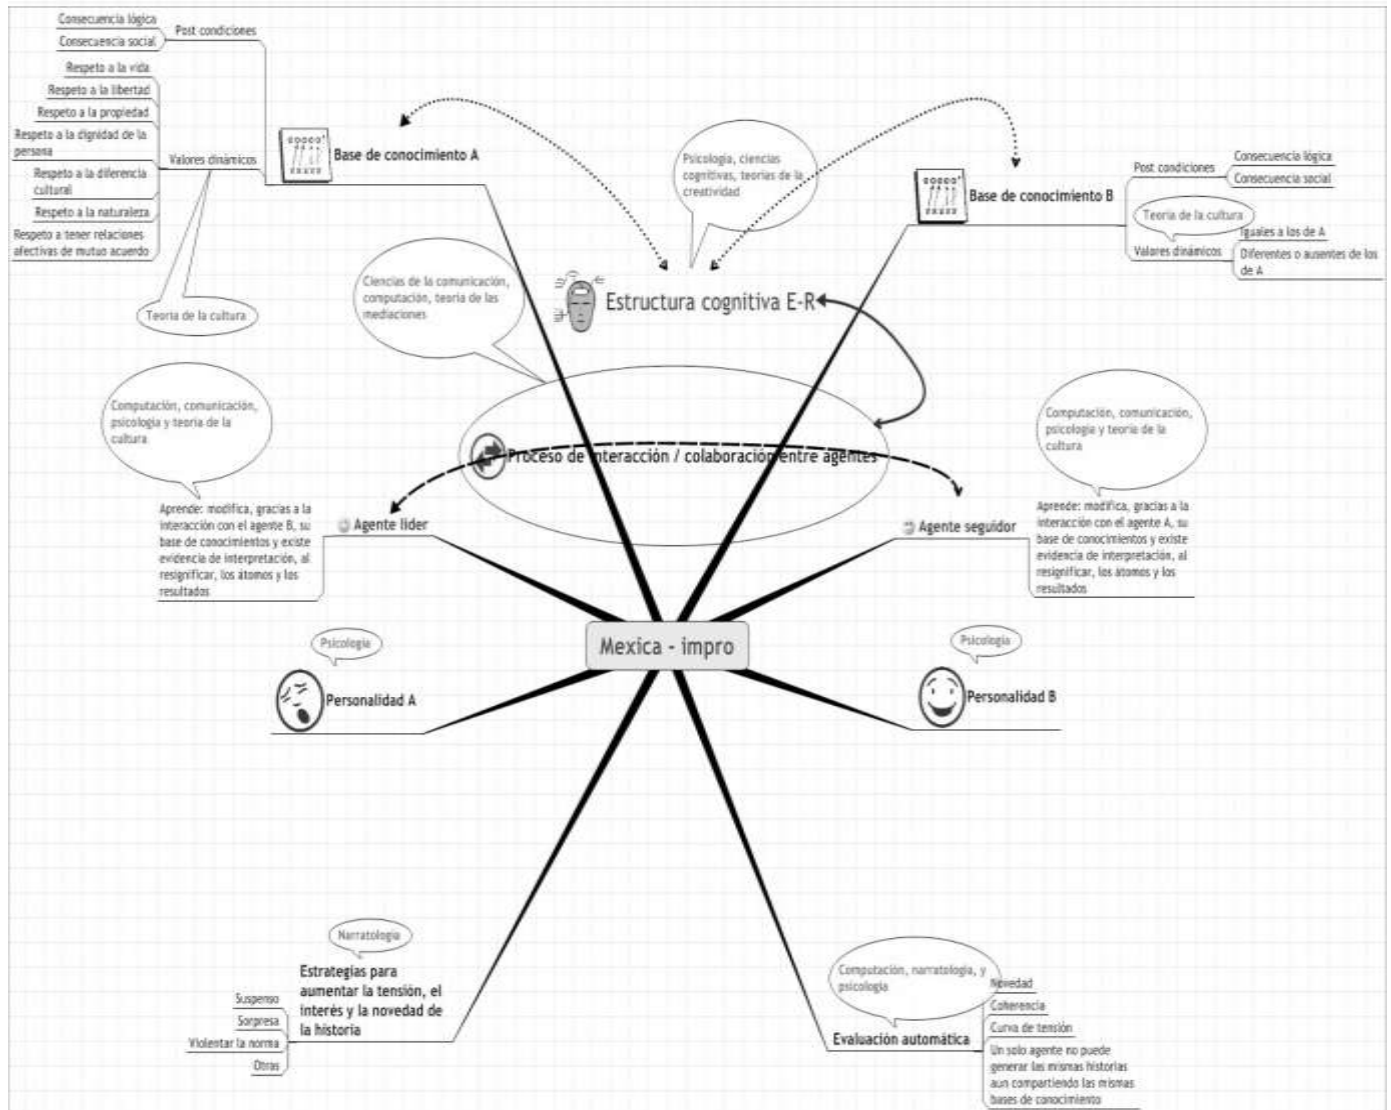 Consecuencia lógica
Consecuencia social
Post condiciones
Respeto a la vida
Respeto a la libertad
Respeto a la propiedad
Respeto a la dignidad de la
persona
Respeto a la diferencia
cultural
Respeto a la naturaleza
Respeto a tener relaciones
afectivas de mutuo acuerdo
Valores dinámicos
Teoría de la cultura
Base de conocimiento A
Psicología, ciencias
cognitivas, teorías de la
creatividad
Base de conocimiento B
Post condiciones
Consecuencia lógica
Consecuencia social
Teoría de la cultura
Valores dinámicos
Iguales a los de A
Diferentes o ausentes de los
de A
Ciencias de la comunicación,
computación, teoría de las
mediaciones
Estructura cognitiva E-R
Proceso de interacción / colaboración entre agentes
Computación, comunicación,
psicología y teoría de la
cultura
Aprende: modifica, gracias a la
interacción con el agente B, su
base de conocimientos y existe
evidencia de interpretación, al
resignificar, los átomos y los
resultados
Agente líder
Computación, comunicación,
psicología y teoría de la
cultura
Agente seguidor
Aprende: modifica, gracias a la
interacción con el agente A, su
base de conocimientos y existe
evidencia de interpretación, al
resignificar, los átomos y los
resultados
Mexica - impro
Psicología
Personalidad A
Psicología
Personalidad B
Narratología
Estrategias para
aumentar la tensión, el
interés y la novedad de
la historia
Suspenso
Sorpresa
Violentar la norma
Otras
Computación, narratología, y
psicología
Evaluación automática
Novedad
Coherencia
Curva de tensión
Un solo agente no puede
generar las mismas historias
aun compartiendo las mismas
bases de conocimiento